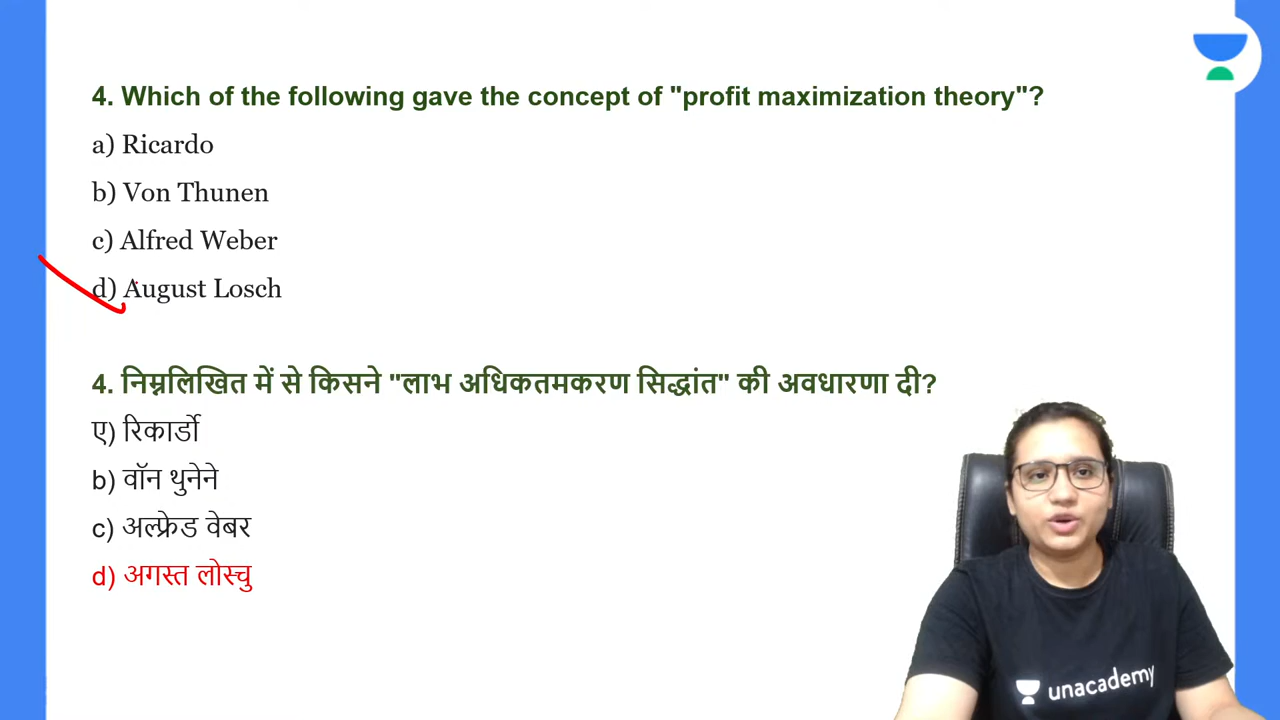 4. Which of the following gave the concept of "profit maximization theory"?
a) Ricardo
b) Von Thunen
c) Alfred Weber
d) August Losch
4. निम्नलिखित में से किसने "लाभ अधिकतमकरण सिद्धांत" की अवधारणा दी?
ए) रिकार्डो
b) वॉन थुनेने
c) अल्फ्रेड वेबर
d) अगस्त लोस्चु
unacademy